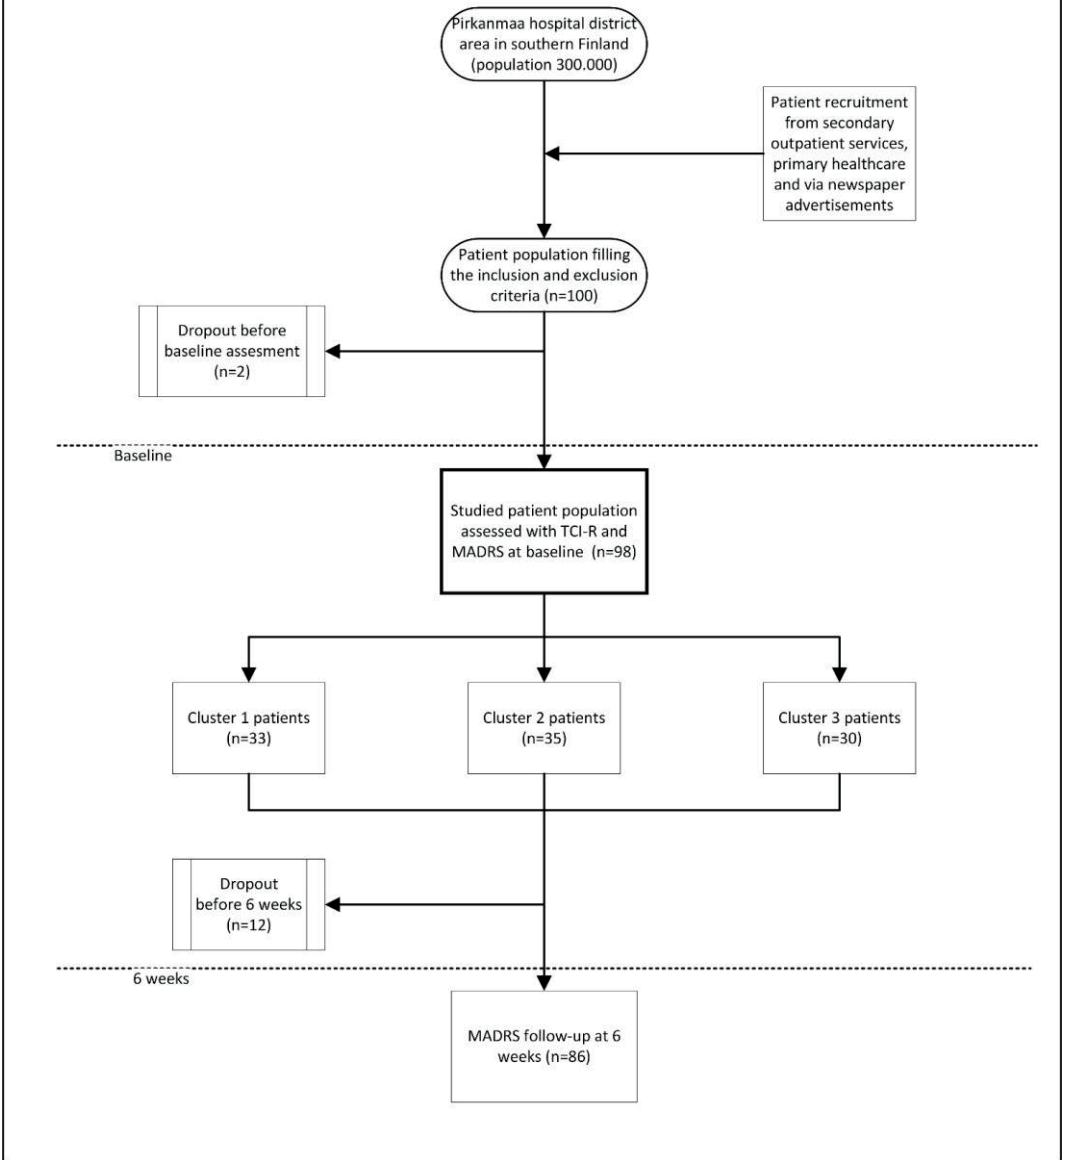 Pirkanmaa hospital district
area in southern Finland
(population 300.000)
Patient recruitment
from secondary
outpatient services,
primary healthcare
and via newspaper
advertisements
Patient population filling
the inclusion and exclusion
criteria (n=100)
Dropout before
baseline assesment
(n=2)
Baseline
Studied patient population
assessed with TCI-R and
MADRS at baseline (n=98)
Cluster 1 patients
(n=33)
Cluster 2 patients
(n=35)
Cluster 3 patients
(n=30)
Dropout
before 6 weeks
(n=12)
6 weeks
MADRS follow-up at 6
weeks (n=86)